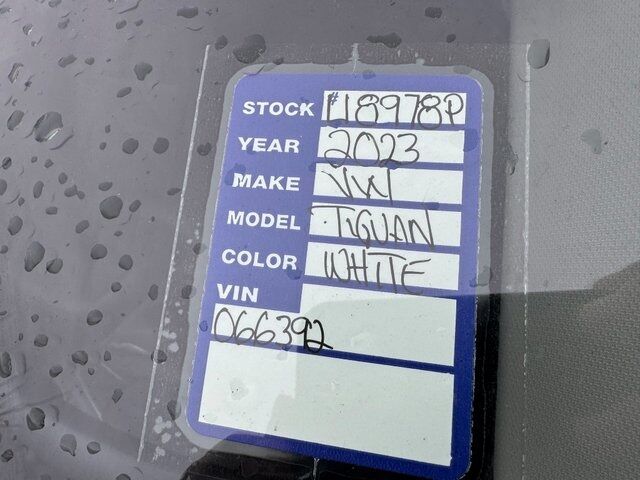 STOCK #18978P
YEAR 2023
MAKE VW
MODEL TIGUAN
COLOR WHITE
VIN
066392